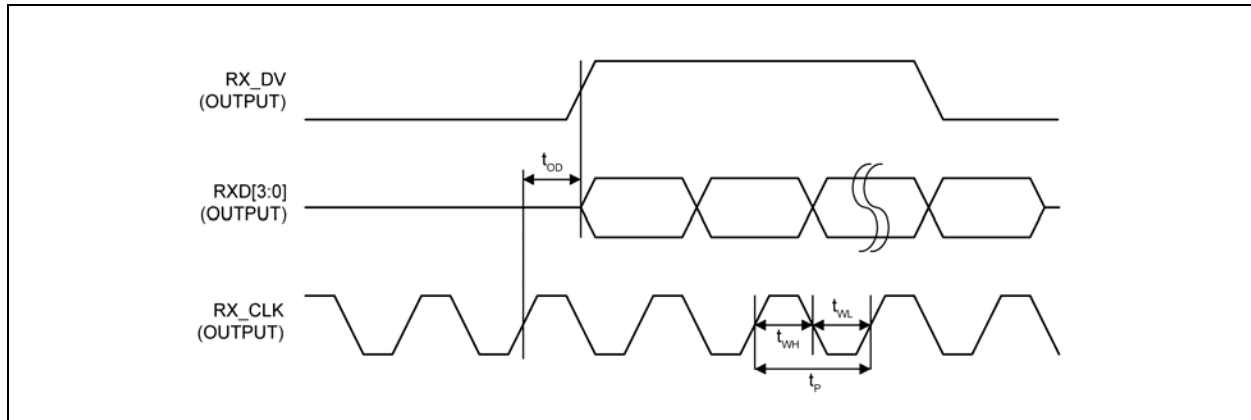 RX_DV
(OUTPUT)
tOD
RXD[3:0]
(OUTPUT)
RX_CLK
(OUTPUT)
tWL
tWH
tP